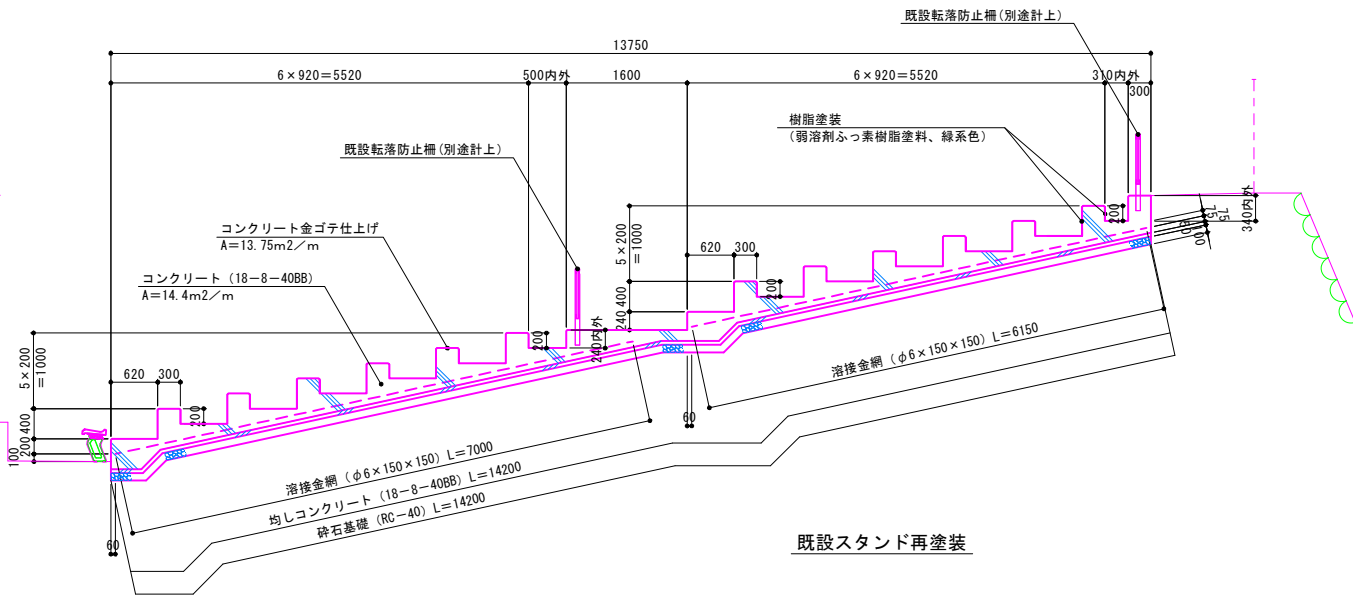 既設転落防止柵(別途計上)
13750
6×920=5520
500内外
1600
6×920=5520
310内外
300
樹脂塗装
(弱溶剤ふっ素樹脂塗料、緑系色)
既設転落防止柵(別途計上)
コンクリート金ゴテ仕上げ
A=13.75m2/m
コンクリート(18-8-40BB)
A=14.4m2/m
5×200
=1000
620
300
200
240
400
200
340内外
75
75
50
100
5×200
=1000
620
300
200
200
240内外
400
200
100
60
60
溶接金網(φ6×150×150)L=6150
溶接金網(φ6×150×150)L=7000
均しコンクリート(18-8-40BB)L=14200
砕石基礎(RC-40)L=14200
既設スタンド再塗装